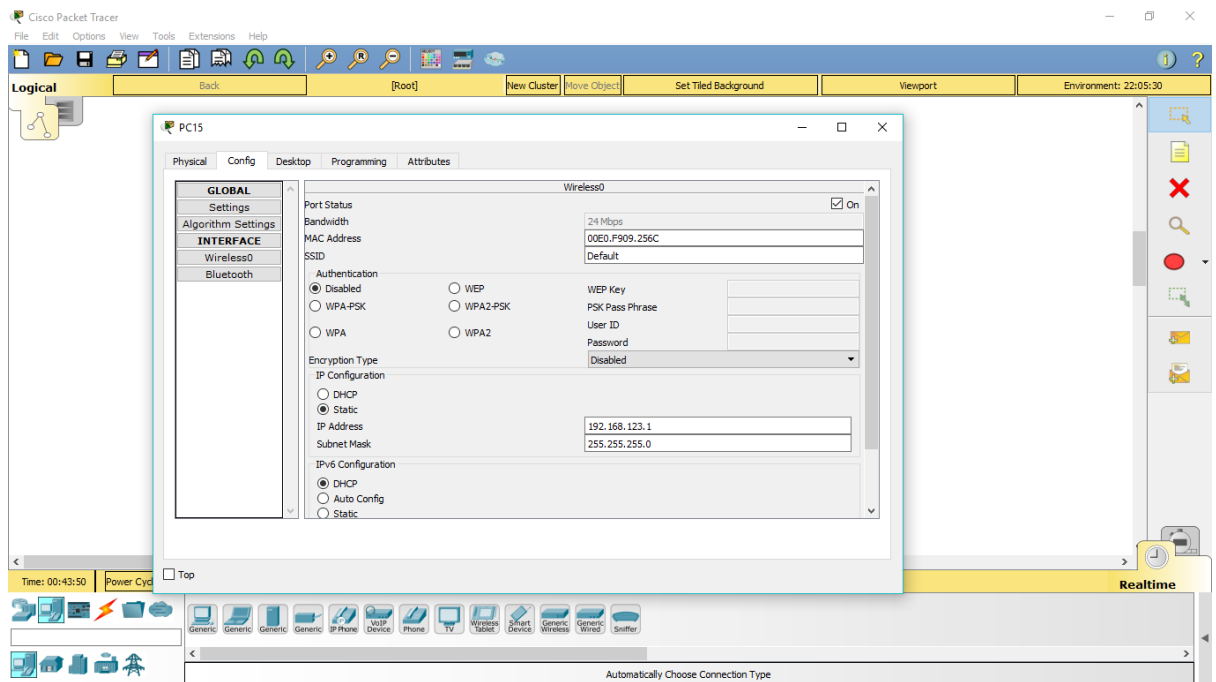 Cisco Packet Tracer
File Edit Options View Tools Extensions Help
Logical Back [Root] New Cluster Move Object Set Tiled Background Viewport Environment: 22:05:30
PC15
Physical Config Desktop Programming Attributes
GLOBAL
Settings
Algorithm Settings
INTERFACE
Wireless0
Bluetooth
Wireless0
Port Status On
Bandwidth 24 Mbps
MAC Address 00E0.F909.256C
SSID Default
Authentication
Disabled WEP WEP Key
WPA-PSK WPA2-PSK PSK Pass Phrase
User ID
WPA WPA2
Password
Encryption Type Disabled
IP Configuration
DHCP
Static
IP Address 192.168.123.1
Subnet Mask 255.255.255.0
IPv6 Configuration
DHCP
Auto Config
Static
Top
Time: 00:43:50 Power Cycl Realtime
Generic Generic Generic Generic IP Phone VoIP Device Phone TV Wireless Tablet Smart Device Generic Wireless Generic Wired Sniffer
Automatically Choose Connection Type